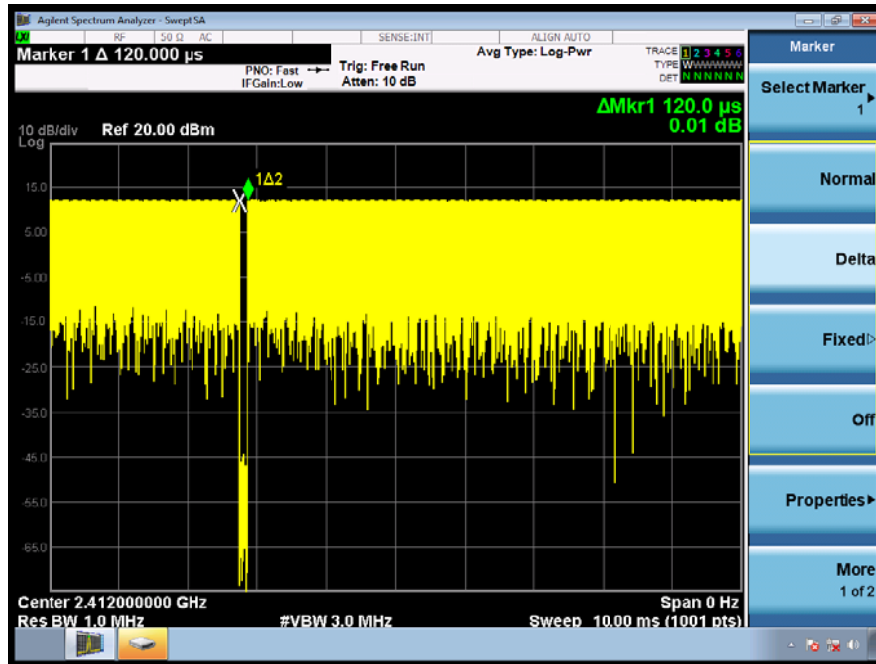 Agilent Spectrum Analyzer - Swept SA
RF 50 Ω AC SENSE:INT ALIGN AUTO
Marker 1 Δ 120.000 µs
PNO: Fast
IFGain:Low
Trig: Free Run
Atten: 10 dB
Avg Type: Log-Pwr
TRACE 1 2 3 4 5 6
TYPE WWWWWW
DET N N N N N N
ΔMkr1 120.0 µs
0.01 dB
10 dB/div Ref 20.00 dBm
Log
1Δ2
15.0
5.00
-5.00
-15.0
-25.0
-35.0
-45.0
-55.0
-65.0
Center 2.412000000 GHz Span 0 Hz
Res BW 1.0 MHz #VBW 3.0 MHz Sweep 10.00 ms (1001 pts)
Marker
Select Marker
1
Normal
Delta
Fixed
Off
Properties
More
1 of 2